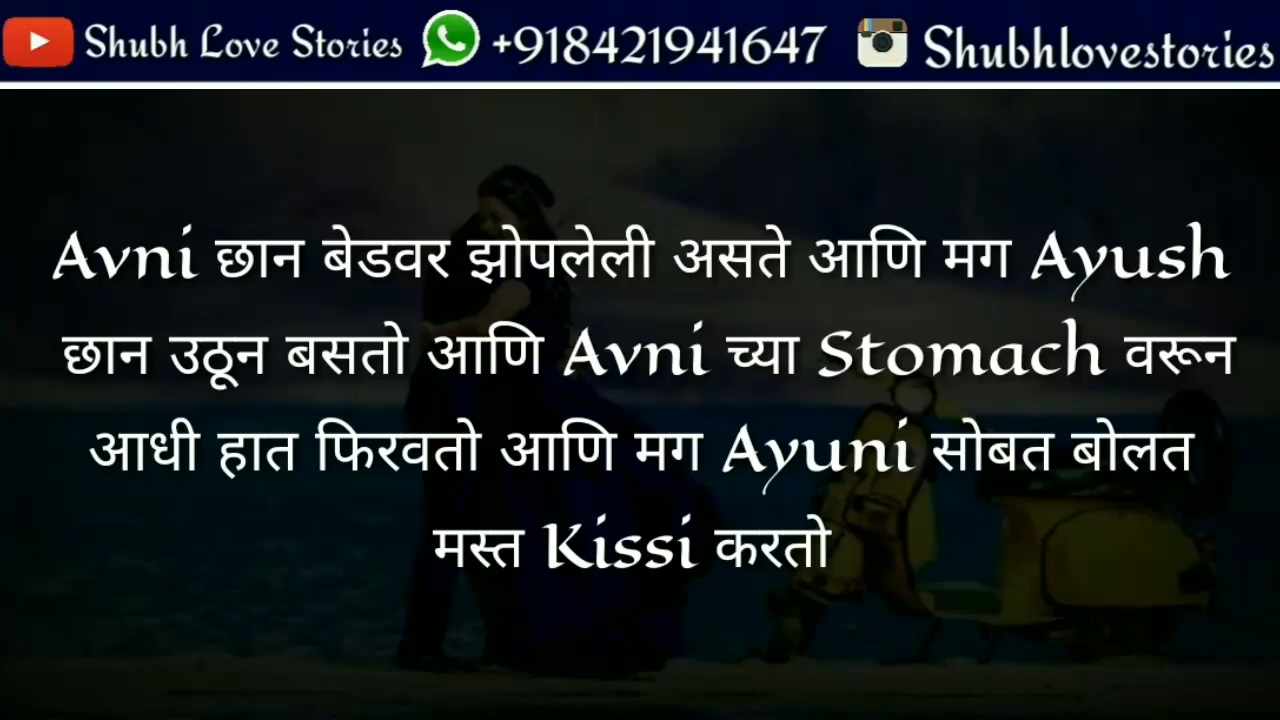 Shubh Love Stories +918421941647 Shubhlovestories
Avni छान बेडवर झोपलेली असते आणि मग Ayush
छान उठून बसतो आणि Avni च्या Stomach वरून
आधी हात फिरवतो आणि मग Ayuni सोबत बोलत
मस्त Kissi करतो